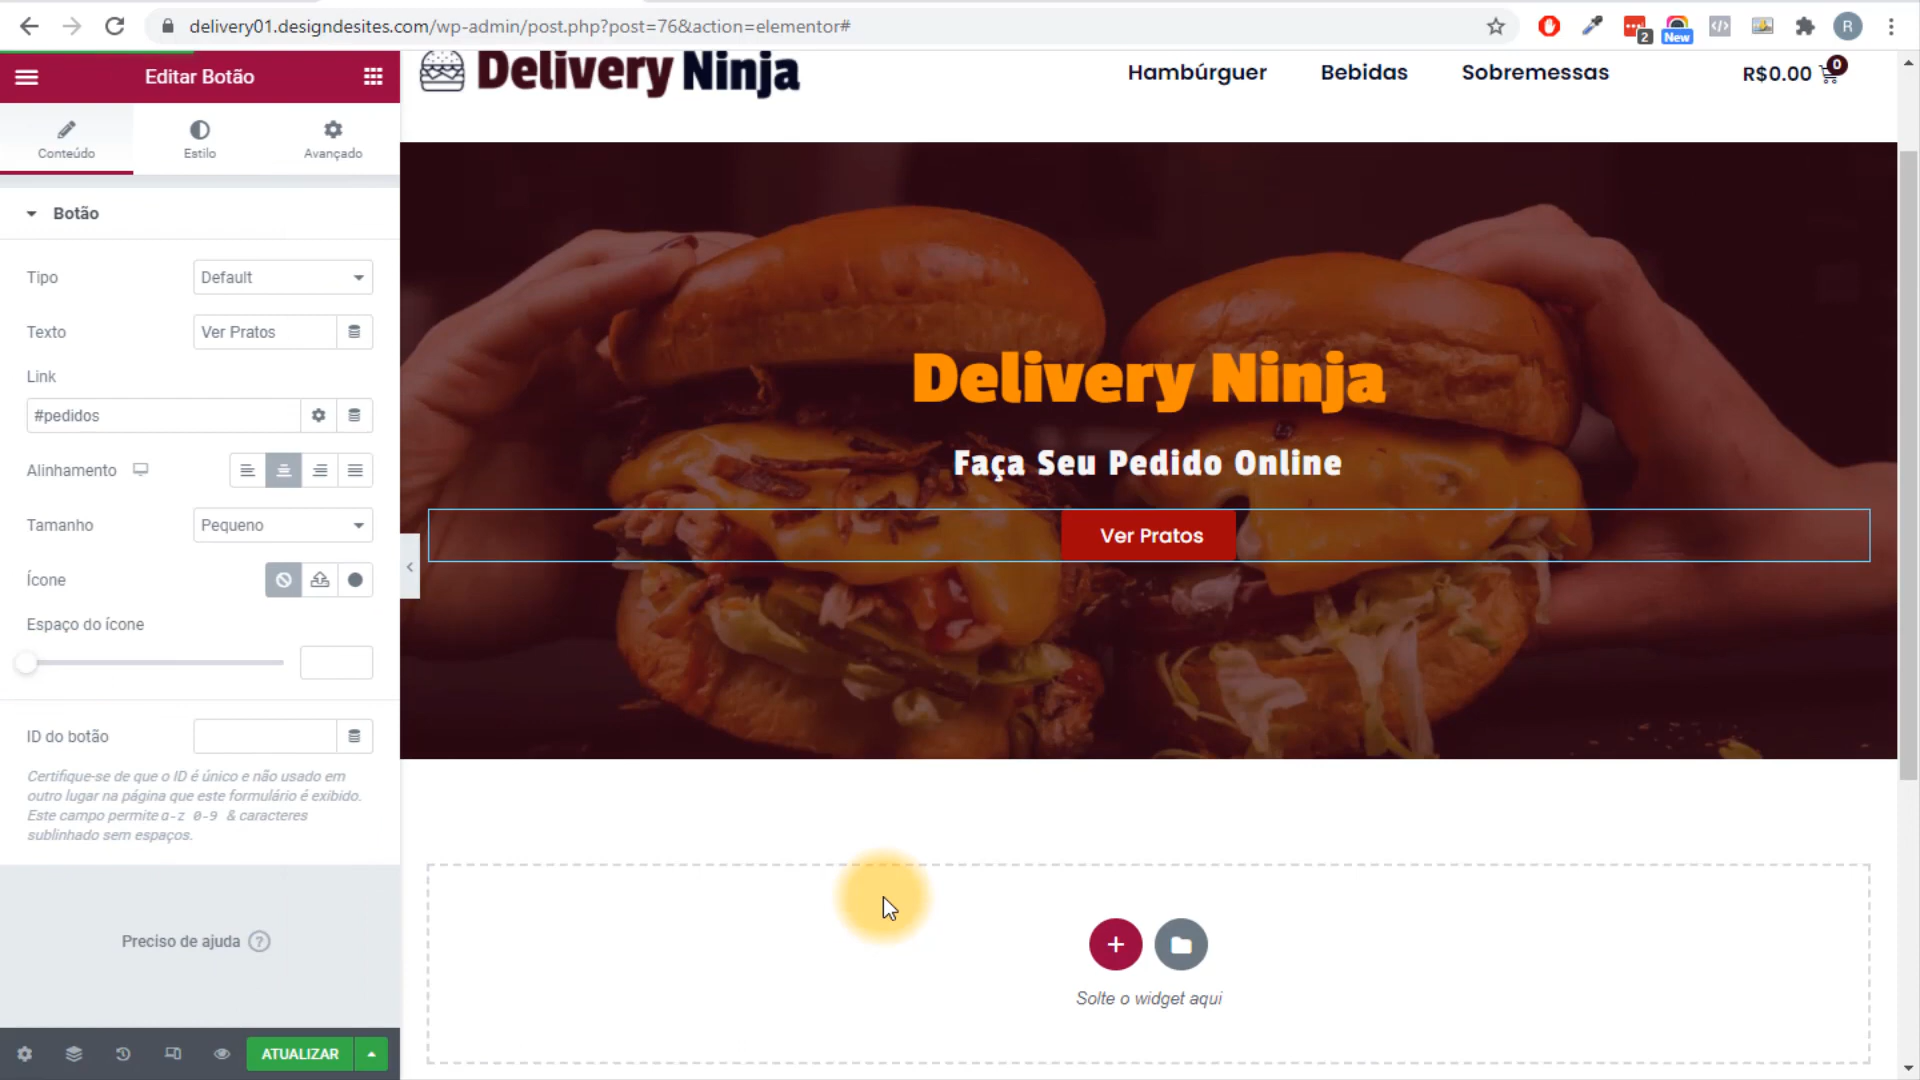 delivery01.designdesites.com/wp-admin/post.php?post=76&action=elementor#
2
New
R
Editar Botão
Delivery Ninja
Hambúrguer
Bebidas
Sobremessas
R$0.00
0
Conteúdo
Estilo
Avançado
Botão
Tipo
Default
Texto
Ver Pratos
Link
#pedidos
Alinhamento
Tamanho
Pequeno
Ícone
Espaço do ícone
ID do botão
Certifique-se de que o ID é único e não usado em
outro lugar na página que este formulário é exibido.
Este campo permite a-z 0-9 & caracteres
sublinhado sem espaços.
Preciso de ajuda ?
ATUALIZAR
Delivery Ninja
Faça Seu Pedido Online
Ver Pratos
Solte o widget aqui